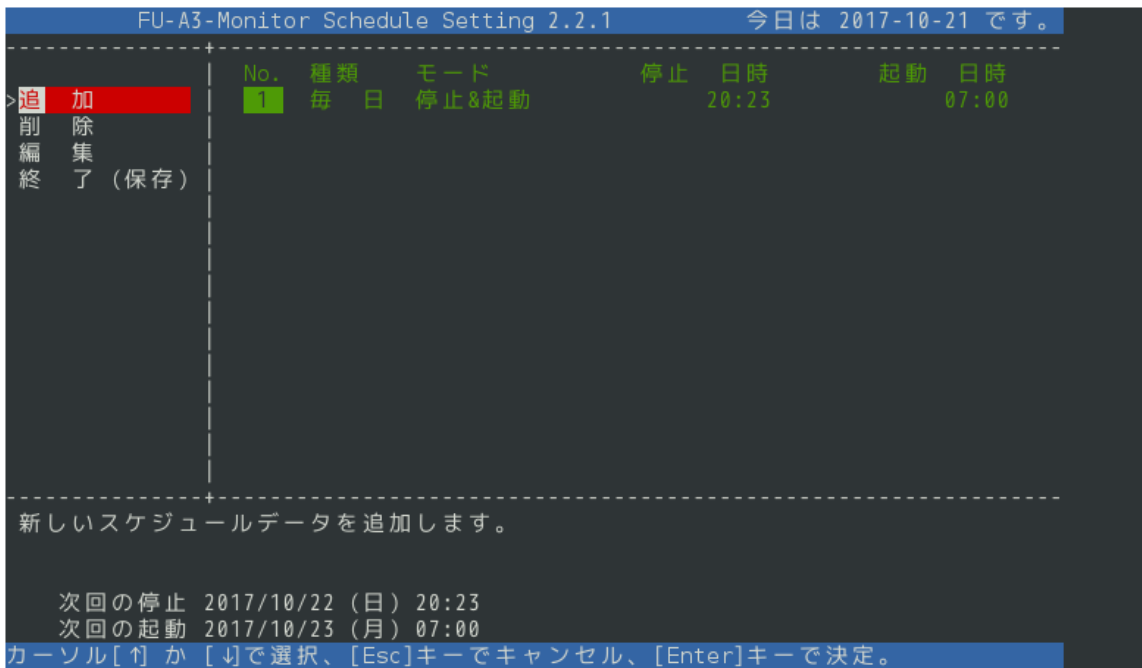 FU-A3-Monitor Schedule Setting 2.2.1 今日は 2017-10-21 です。
No. 種類 モード 停止 日時 起動 日時
>追 加 1 毎 日 停止&起動 20:23 07:00
削 除
編 集
終 了 (保存)
新しいスケジュールデータを追加します。
次回の停止 2017/10/22 (日) 20:23
次回の起動 2017/10/23 (月) 07:00
カーソル[↑] か [↓]で選択、[Esc]キーでキャンセル、[Enter]キーで決定。